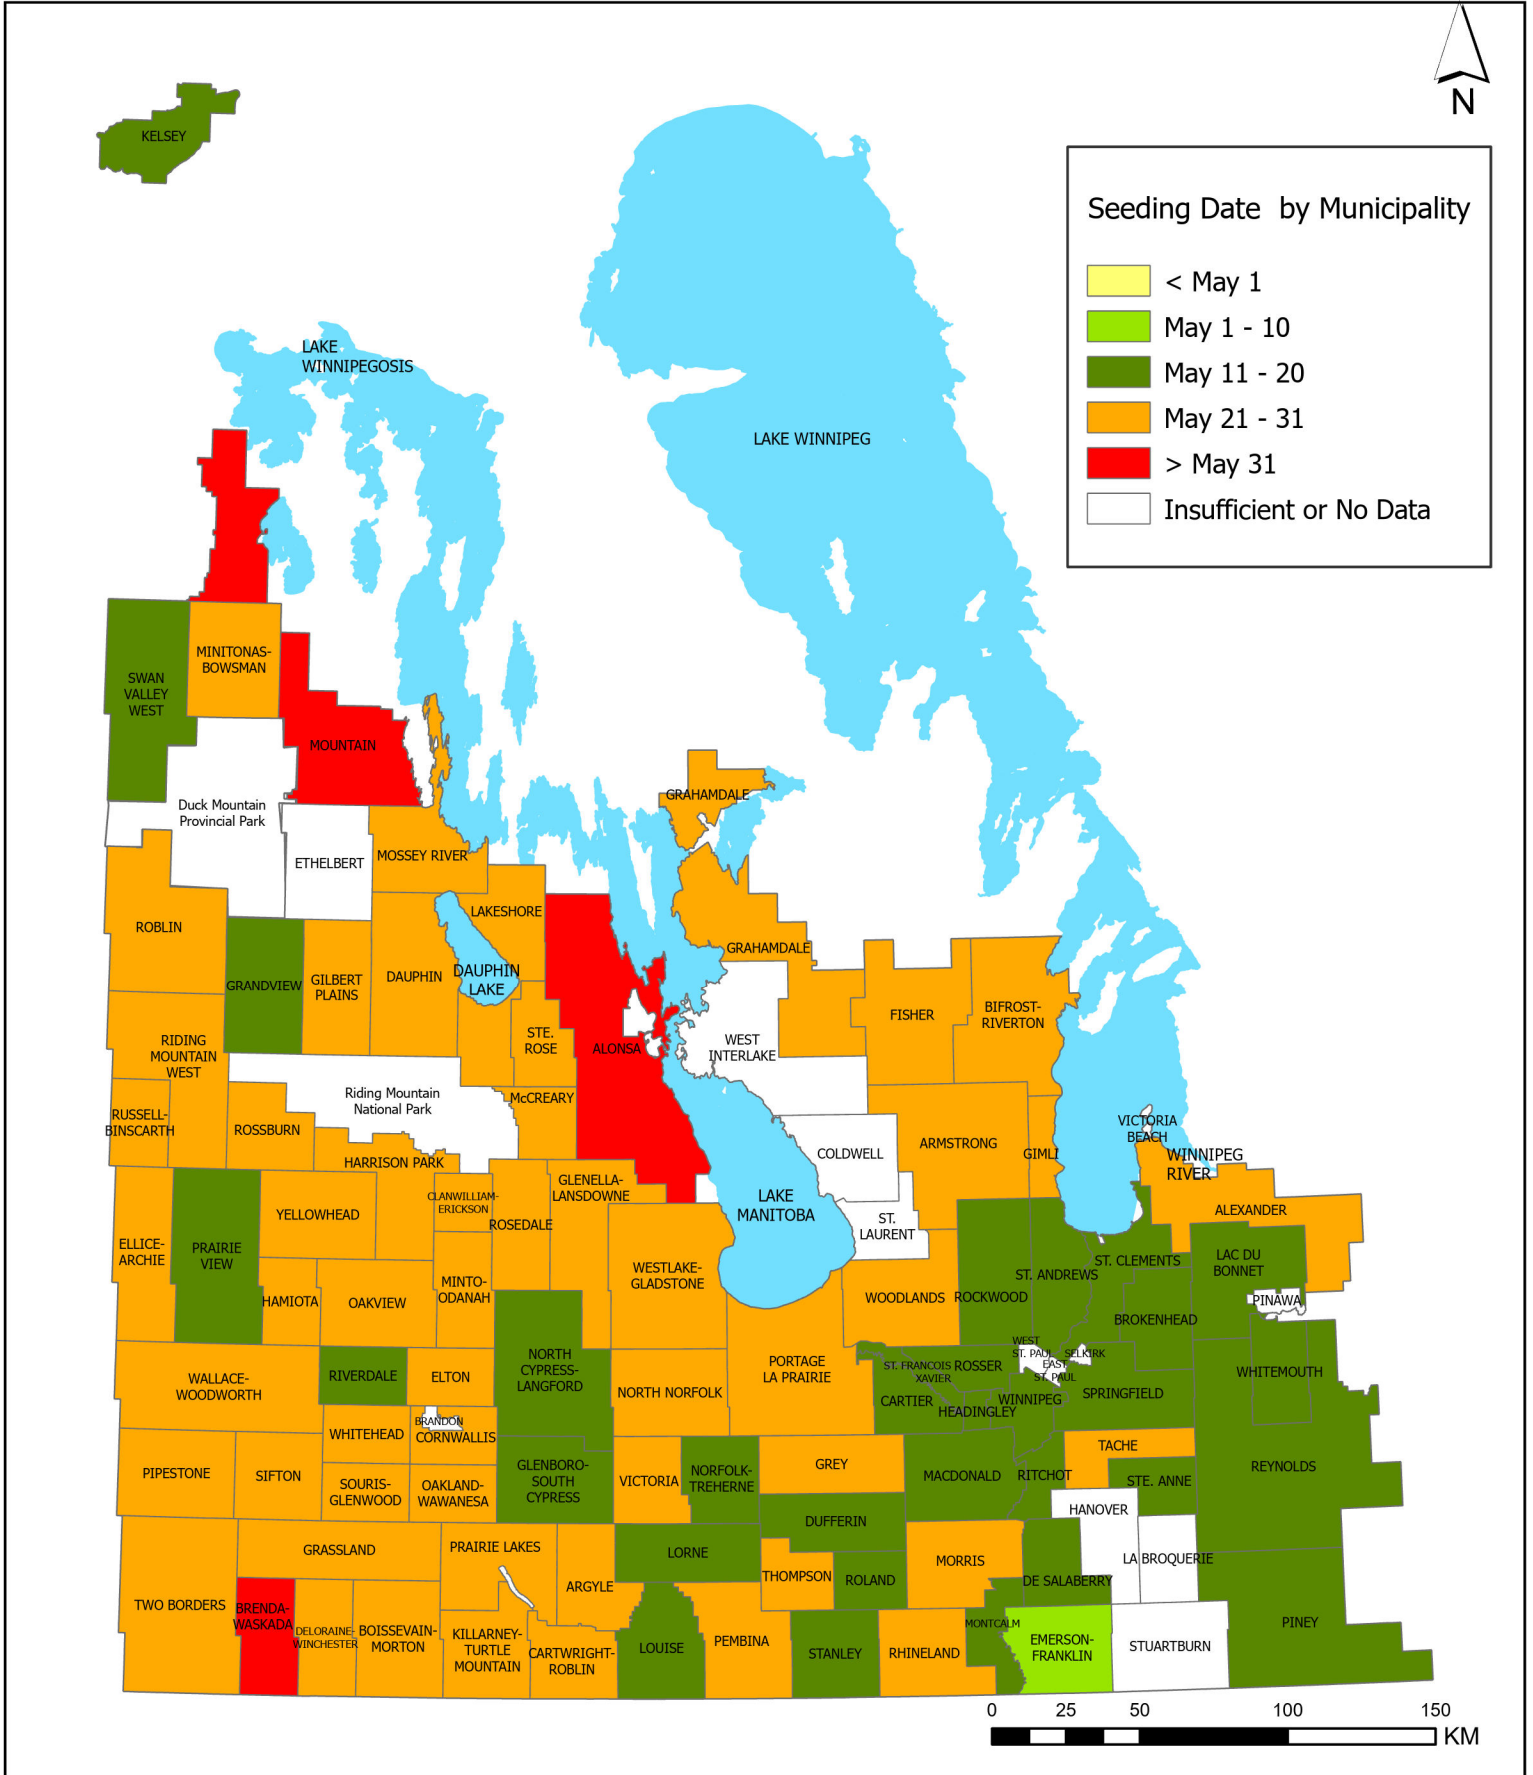 N
KELSEY
Seeding Date  by Municipality
< May 1
May 1 - 10
May 11 - 20
May 21 - 31
> May 31
Insufficient or No Data
LAKE
WINNIPEGOSIS
LAKE WINNIPEG
MINITONAS-
BOWSMAN
SWAN
VALLEY
WEST
MOUNTAIN
Duck Mountain
Provincial Park
GRAHAMDALE
ETHELBERT
MOSSEY RIVER
LAKESHORE
ROBLIN
GRAHAMDALE
DAUPHIN
LAKE
GRANDVIEW
GILBERT
PLAINS
DAUPHIN
FISHER
BIFROST-
RIVERTON
RIDING
MOUNTAIN
WEST
STE.
ROSE
ALONSA
WEST
INTERLAKE
Riding Mountain
National Park
McCREARY
RUSSELL-
BINSCARTH
ROSSBURN
VICTORIA
BEACH
HARRISON PARK
COLDWELL
ARMSTRONG
GIMLI
WINNIPEG
RIVER
GLENELLA-
LANSDOWNE
CLANWILLIAM-
ERICKSON
YELLOWHEAD
ROSEDALE
LAKE
MANITOBA
ST.
LAURENT
ALEXANDER
ELLICE-
ARCHIE
PRAIRIE
VIEW
WESTLAKE-
GLADSTONE
ST. ANDREWS
ST. CLEMENTS
LAC DU
BONNET
HAMIOTA
OAKVIEW
MINTO-
ODANAH
WOODLANDS
ROCKWOOD
PINAWA
BROKENHEAD
WALLACE-
WOODWORTH
RIVERDALE
ELTON
NORTH
CYPRESS-
LANGFORD
NORTH NORFOLK
PORTAGE
LA PRAIRIE
ST. FRANCOIS
XAVIER
ROSSER
WEST
ST. PAUL
SELKIRK
EAST
ST. PAUL
WHITEMOUTH
CARTIER
HEADINGLEY
WINNIPEG
SPRINGFIELD
WHITEHEAD
BRANDON
CORNWALLIS
TACHE
PIPESTONE
SIFTON
SOURIS-
GLENWOOD
OAKLAND-
WAWANESA
GLENBORO-
SOUTH
CYPRESS
VICTORIA
NORFOLK-
TREHERNE
GREY
MACDONALD
RITCHOT
STE. ANNE
REYNOLDS
HANOVER
DUFFERIN
GRASSLAND
PRAIRIE LAKES
LORNE
MORRIS
LA BROQUERIE
ARGYLE
THOMPSON
ROLAND
DE SALABERRY
TWO BORDERS
BRENDA-
WASKADA
DELORAINE-
WINCHESTER
BOISSEVAIN-
MORTON
KILLARNEY-
TURTLE
MOUNTAIN
CARTWRIGHT-
ROBLIN
LOUISE
PEMBINA
STANLEY
RHINELAND
MONTCALM
EMERSON-
FRANKLIN
STUARTBURN
PINEY
0 25 50 100 150
KM